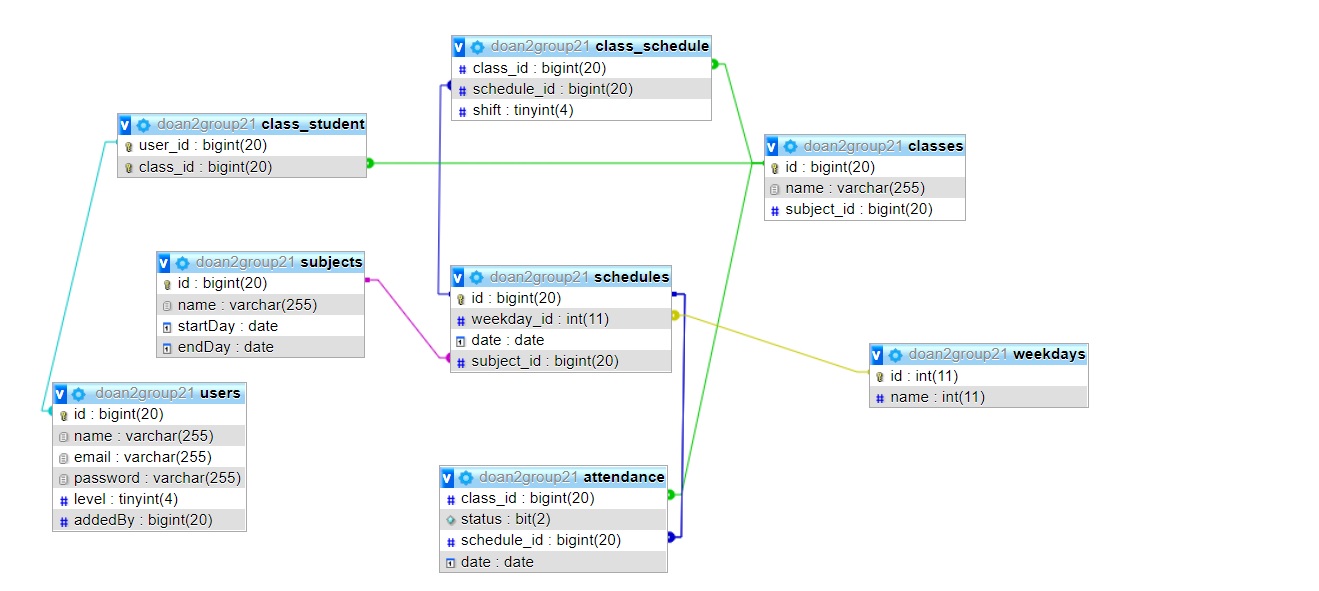 v doan2group21 class_schedule
# class_id : bigint(20)
# schedule_id : bigint(20)
# shift : tinyint(4)
v doan2group21 class_student
user_id : bigint(20)
class_id : bigint(20)
v doan2group21 classes
id : bigint(20)
name : varchar(255)
# subject_id : bigint(20)
v doan2group21 subjects
id : bigint(20)
name : varchar(255)
startDay : date
endDay : date
v doan2group21 schedules
id : bigint(20)
# weekday_id : int(11)
date : date
# subject_id : bigint(20)
v doan2group21 weekdays
id : int(11)
# name : int(11)
v doan2group21 users
id : bigint(20)
name : varchar(255)
email : varchar(255)
password : varchar(255)
# level : tinyint(4)
# addedBy : bigint(20)
v doan2group21 attendance
# class_id : bigint(20)
status : bit(2)
# schedule_id : bigint(20)
date : date